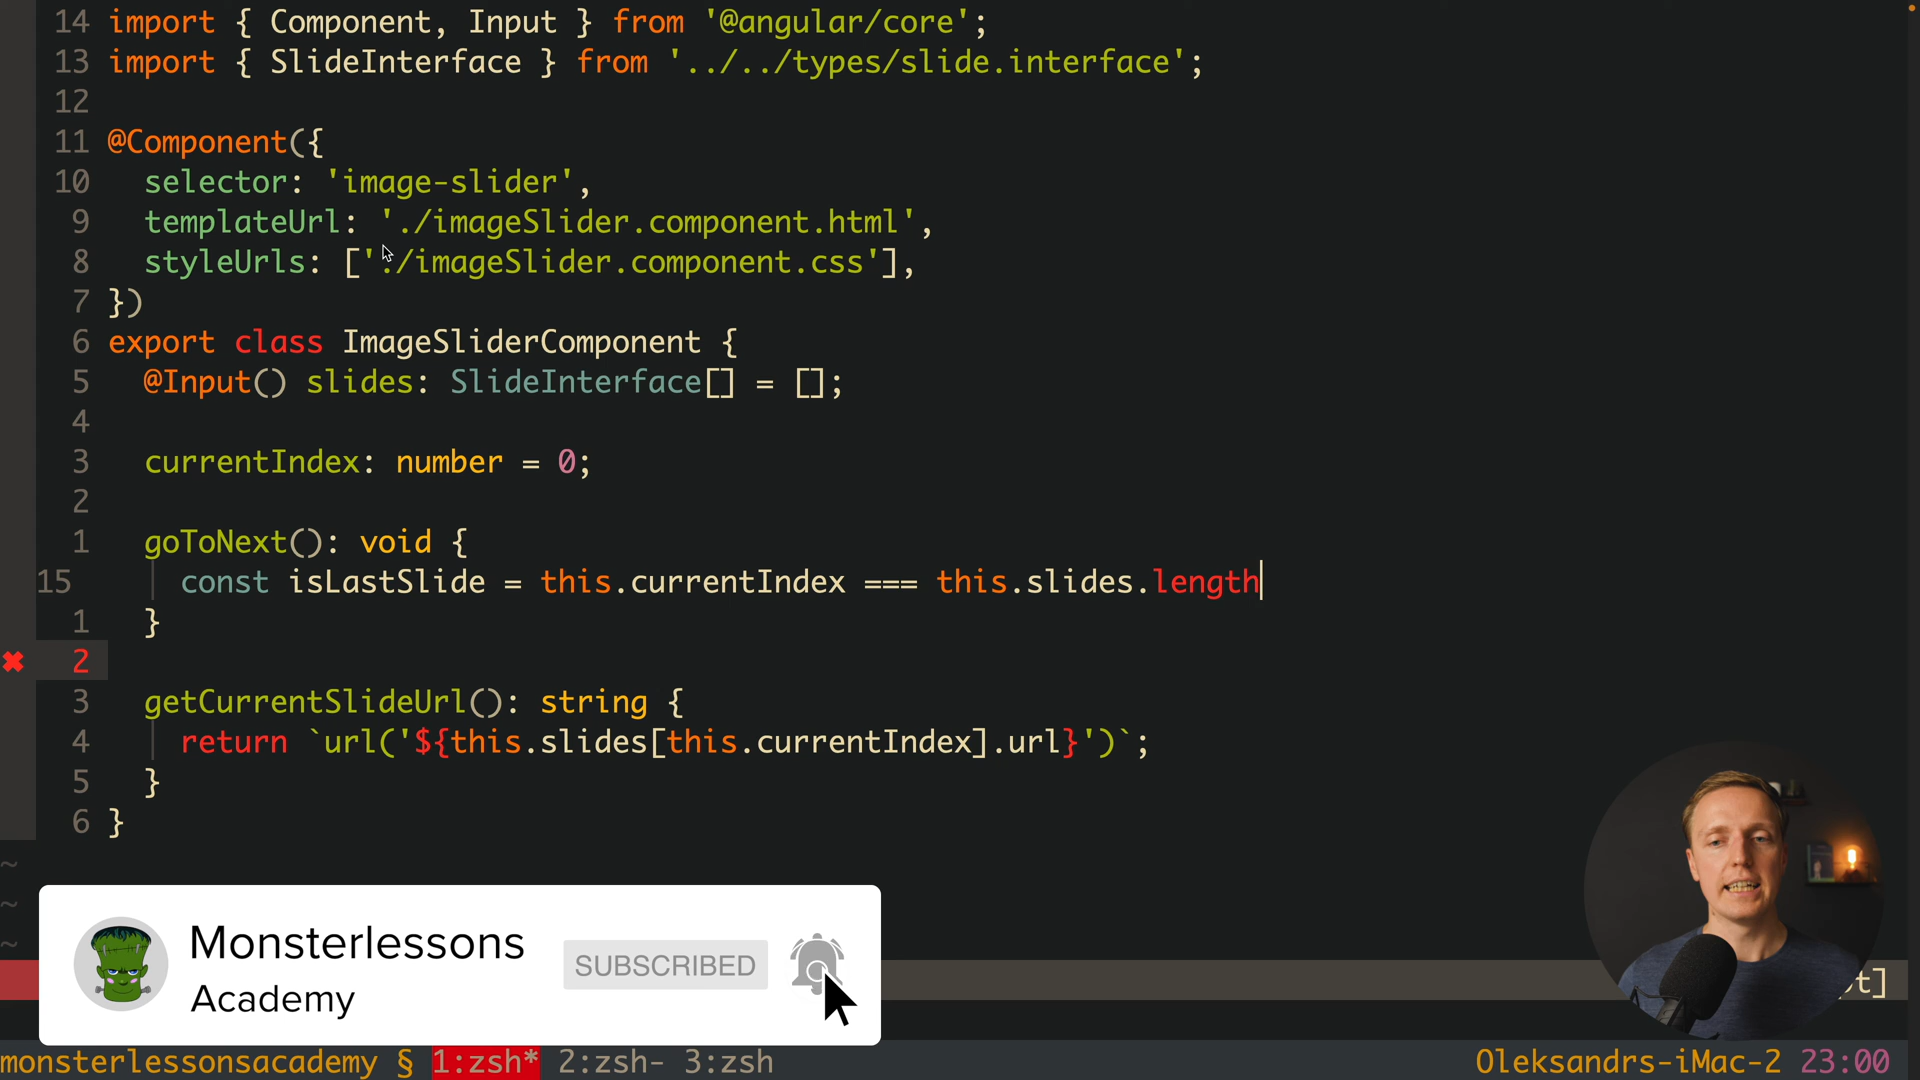 14 import { Component, Input } from '@angular/core';
13 import { SlideInterface } from '../../types/slide.interface';
12
11 @Component({
10 selector: 'image-slider',
9 templateUrl: './imageSlider.component.html',
8 styleUrls: ['./imageSlider.component.css'],
7 })
6 export class ImageSliderComponent {
5 @Input() slides: SlideInterface[] = [];
4
3 currentIndex: number = 0;
2
1 goToNext(): void {
15 const isLastSlide = this.currentIndex === this.slides.length
1 }
2
3 getCurrentSlideUrl(): string {
4 return `url('${this.slides[this.currentIndex].url}')`;
5 }
6 }
~
~
~
Monsterlessons
Academy
SUBSCRIBED
t]
monsterlessonsacademy § 1:zsh* 2:zsh- 3:zsh Oleksandrs-iMac-2 23:00